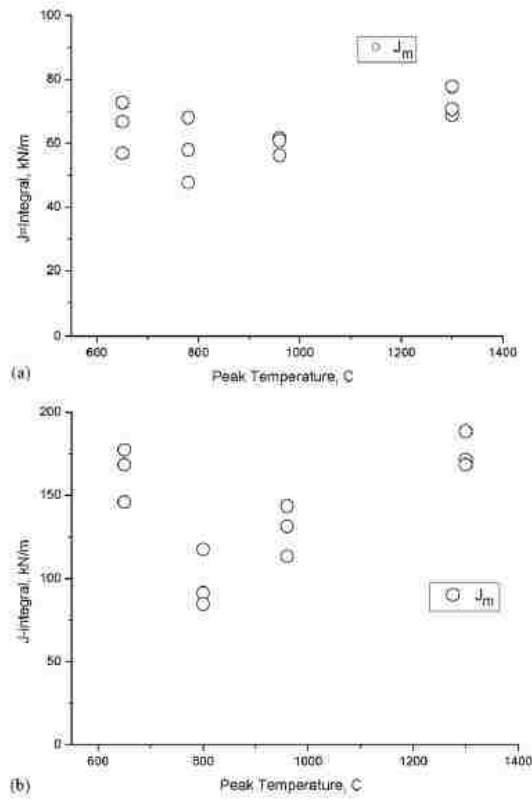 100
80
60
40
20
0
J=Integral, kN/m
J_m
600 800 1000 1200 1400
(a)
Peak Temperature, C
200
150
100
50
0
J-integral, kN/m
J_m
600 800 1000 1200 1400
(b)
Peak Temperature, C